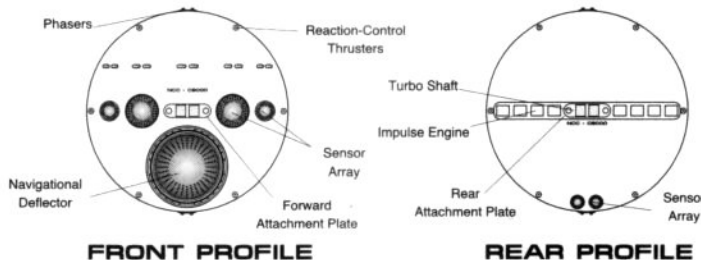 Phasers
Reaction-Control
Thrusters
Sensor
Array
Navigational
Deflector
Forward
Attachment Plate
FRONT PROFILE
Turbo Shaft
Impulse Engine
Rear
Attachment Plate
Sensor
Array
REAR PROFILE